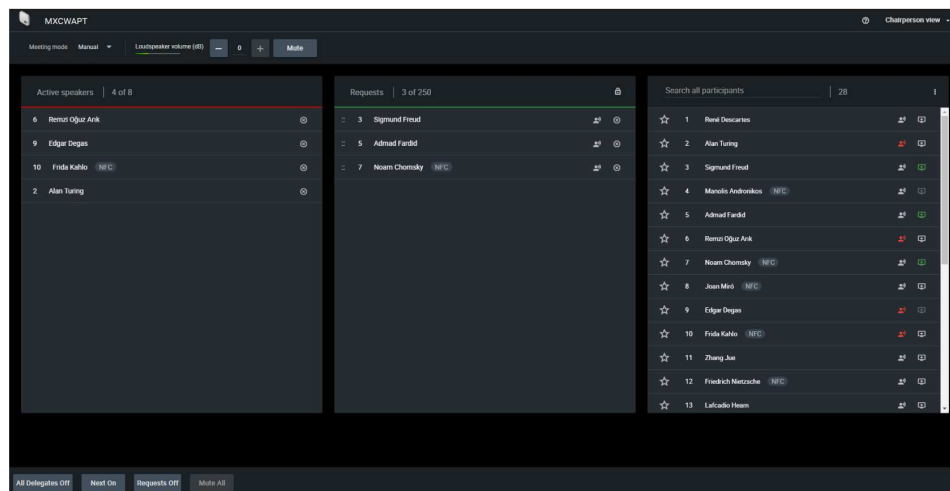 MXCWAPT
Chairperson view
Meeting mode Manual Loudspeaker volume (dB) 0 Mute
Active speakers 4 of 8
6 Remzi Oğuz Arık
9 Edgar Degas
10 Frida Kahlo NFC
2 Alan Turing
Requests 3 of 250
3 Sigmund Freud
5 Admad Fardid
7 Noam Chomsky NFC
Search all participants 28
1 René Descartes
2 Alan Turing
3 Sigmund Freud
4 Manolis Andronikos NFC
5 Admad Fardid
6 Remzi Oğuz Arık
7 Noam Chomsky NFC
8 Joan Miró NFC
9 Edgar Degas
10 Frida Kahlo NFC
11 Zhang Jue
12 Friedrich Nietzsche NFC
13 Lafcadio Hearn
All Delegates Off Next On Requests Off Mute All